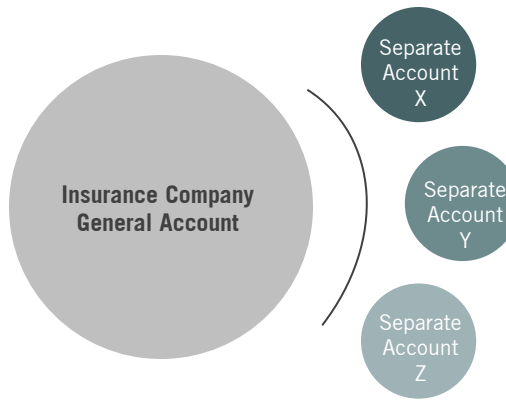 Insurance Company
General Account
Separate
Account
X
Separate
Account
Y
Separate
Account
Z